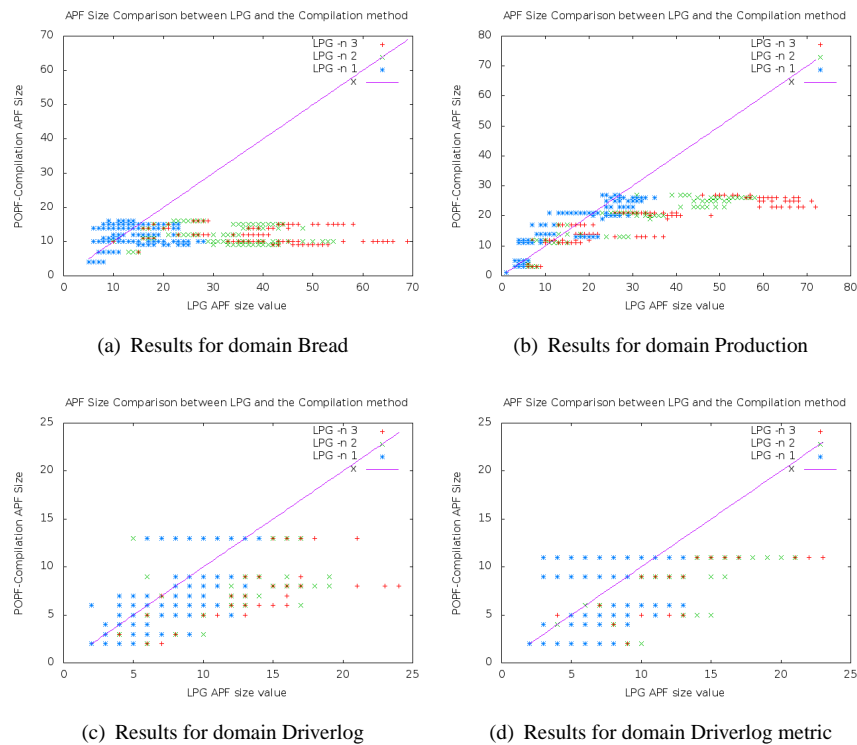 APF Size Comparison between LPG and the Compilation method
POPF-Compilation APF Size
70
60
50
40
30
20
10
0
0 10 20 30 40 50 60 70
LPG APF size value
LPG -n 3
LPG -n 2
LPG -n 1
x
(a) Results for domain Bread
APF Size Comparison between LPG and the Compilation method
POPF-Compilation APF Size
80
70
60
50
40
30
20
10
0
0 10 20 30 40 50 60 70 80
LPG APF size value
LPG -n 3
LPG -n 2
LPG -n 1
x
(b) Results for domain Production
APF Size Comparison between LPG and the Compilation method
POPF-Compilation APF Size
25
20
15
10
5
0
0 5 10 15 20 25
LPG APF size value
LPG -n 3
LPG -n 2
LPG -n 1
x
(c) Results for domain Driverlog
APF Size Comparison between LPG and the Compilation method
POPF-Compilation APF Size
25
20
15
10
5
0
0 5 10 15 20 25
LPG APF size value
LPG -n 3
LPG -n 2
LPG -n 1
x
(d) Results for domain Driverlog metric